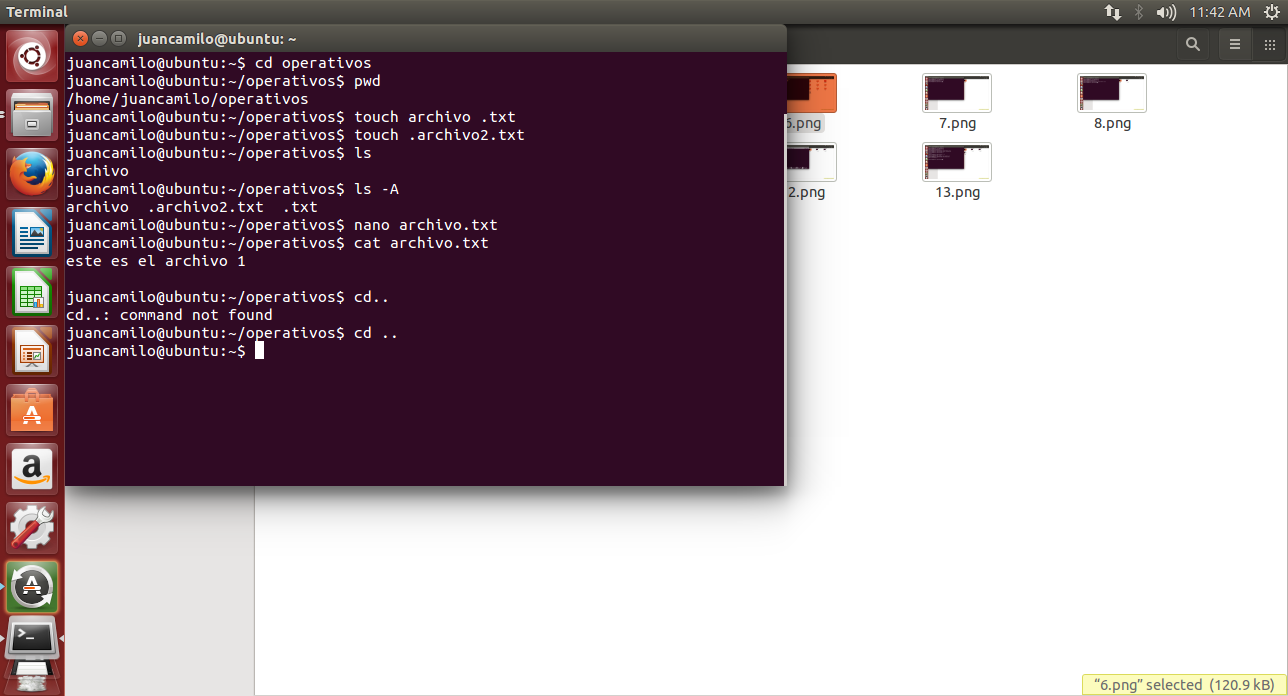 Terminal
11:42 AM
juancamilo@ubuntu: ~
juancamilo@ubuntu:~$ cd operativos
juancamilo@ubuntu:~/operativos$ pwd
/home/juancamilo/operativos
juancamilo@ubuntu:~/operativos$ touch archivo .txt
juancamilo@ubuntu:~/operativos$ touch .archivo2.txt
juancamilo@ubuntu:~/operativos$ ls
archivo
juancamilo@ubuntu:~/operativos$ ls -A
archivo  .archivo2.txt  .txt
juancamilo@ubuntu:~/operativos$ nano archivo.txt
juancamilo@ubuntu:~/operativos$ cat archivo.txt
este es el archivo 1
juancamilo@ubuntu:~/operativos$ cd..
cd..: command not found
juancamilo@ubuntu:~/operativos$ cd ..
juancamilo@ubuntu:~$
6.png
7.png
8.png
2.png
13.png
“6.png” selected (120.9 kB)